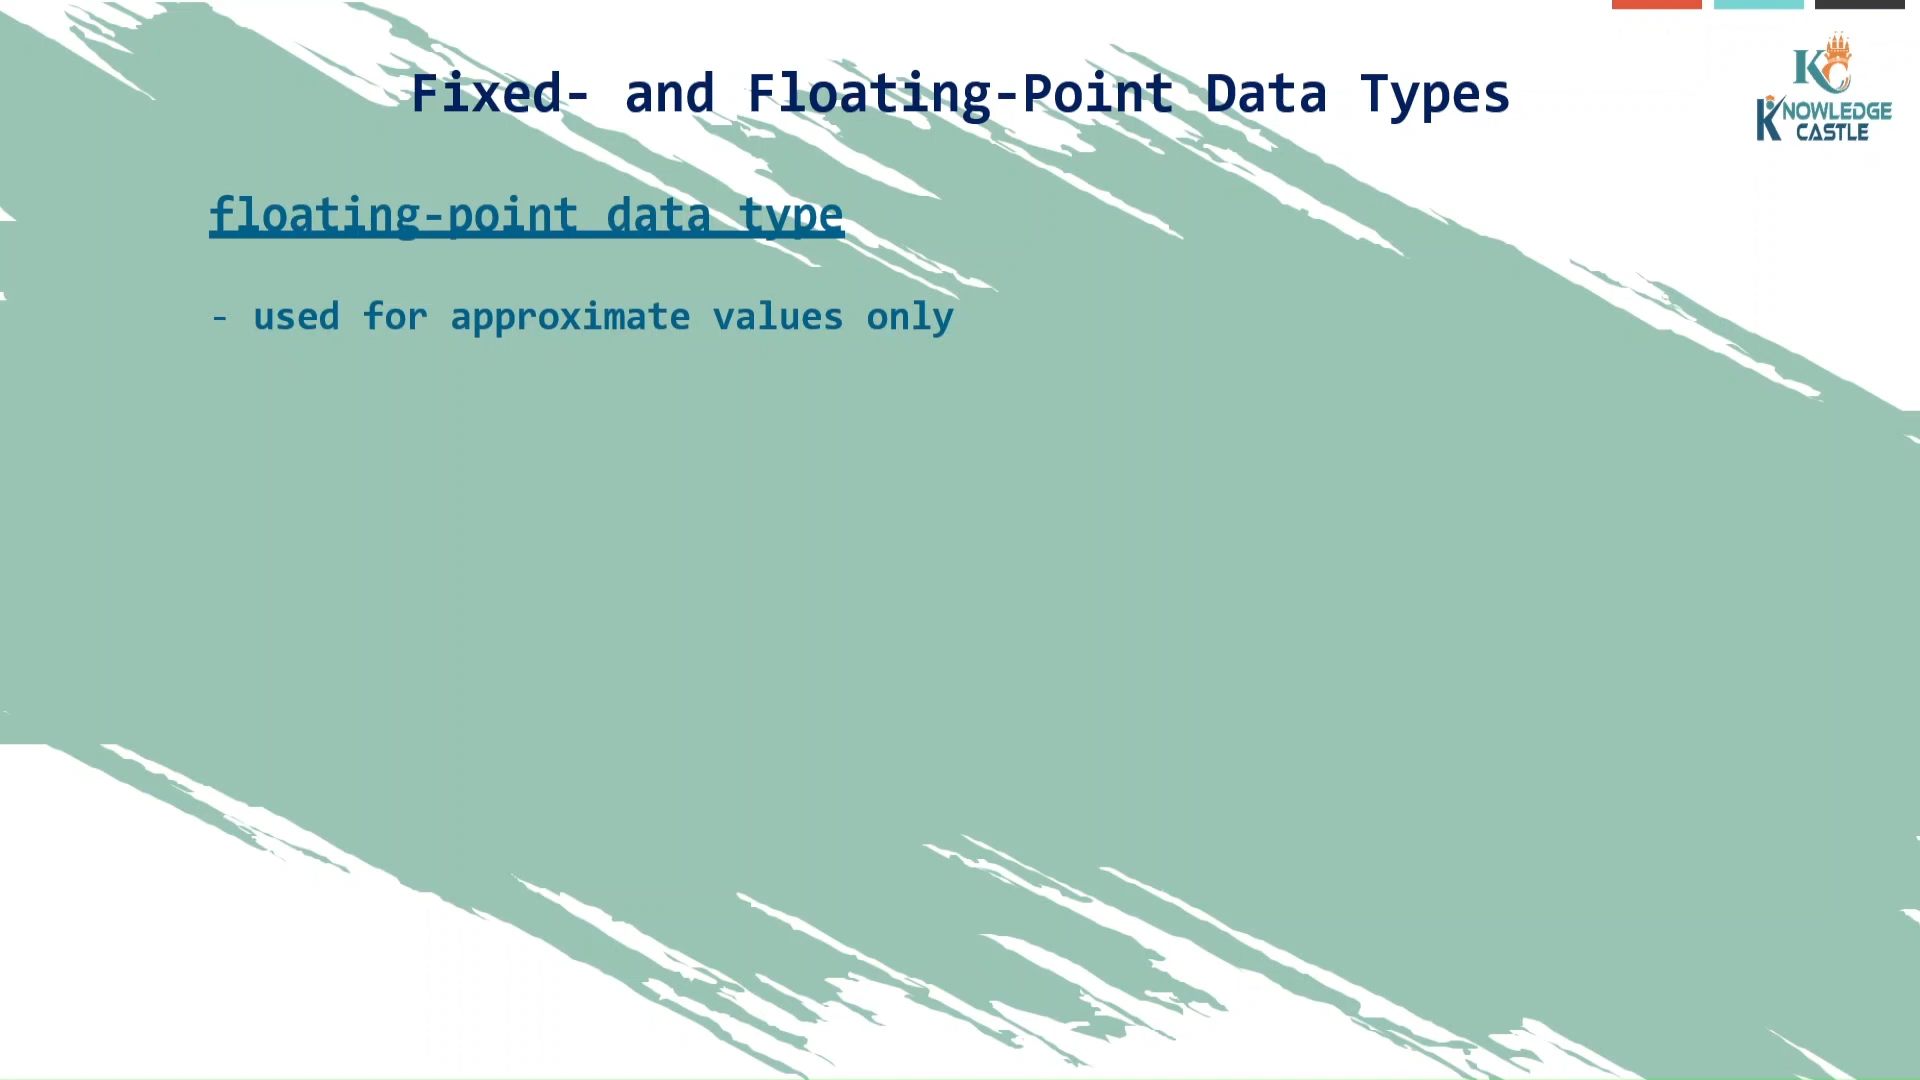 Fixed- and Floating-Point Data Types
KC
KNOWLEDGE
CASTLE
floating-point data type
- used for approximate values only